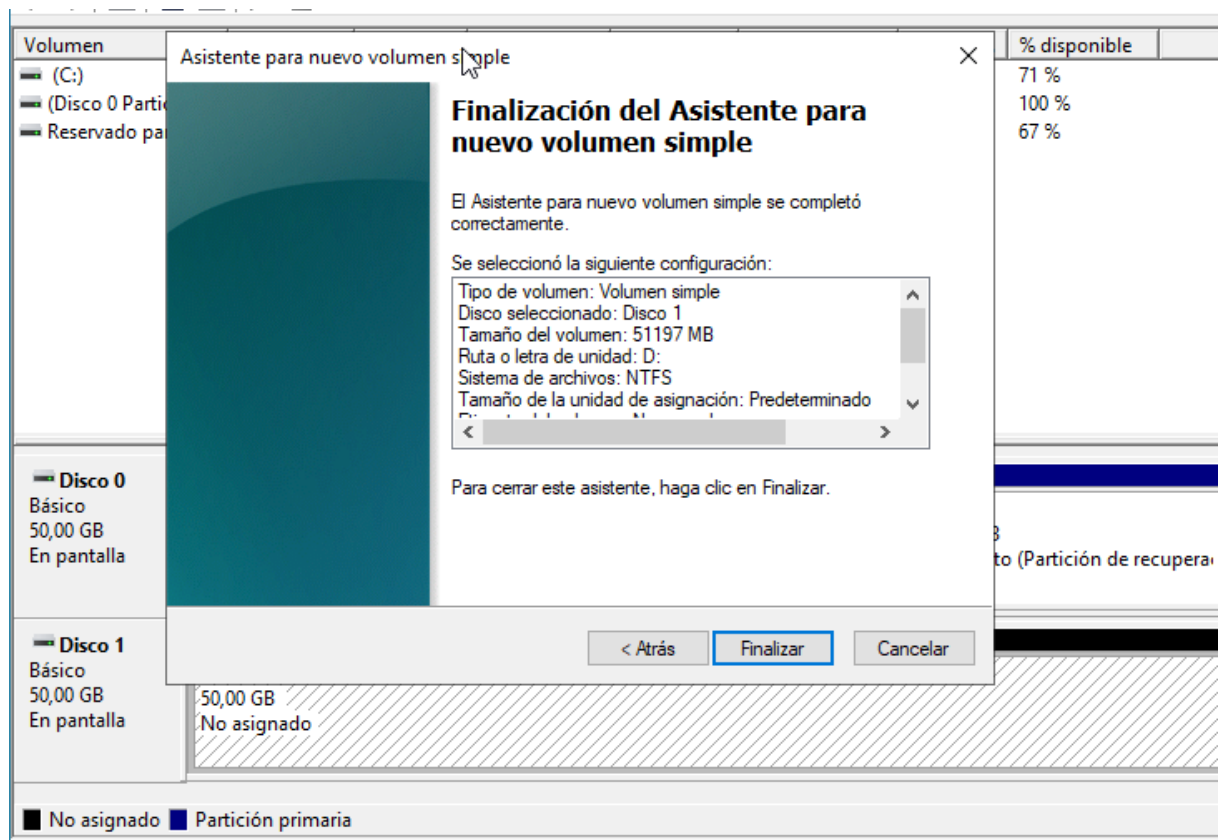 Volumen
% disponible
(C:)
71 %
(Disco 0 Parti
100 %
Reservado pa
67 %
Asistente para nuevo volumen simple
Finalización del Asistente para
nuevo volumen simple
El Asistente para nuevo volumen simple se completó
correctamente.
Se seleccionó la siguiente configuración:
Tipo de volumen: Volumen simple
Disco seleccionado: Disco 1
Tamaño del volumen: 51197 MB
Ruta o letra de unidad: D:
Sistema de archivos: NTFS
Tamaño de la unidad de asignación: Predeterminado
Para cerrar este asistente, haga clic en Finalizar.
< Atrás
Finalizar
Cancelar
Disco 0
Básico
50,00 GB
En pantalla
to (Partición de recupera
Disco 1
Básico
50,00 GB
En pantalla
50,00 GB
No asignado
No asignado
Partición primaria